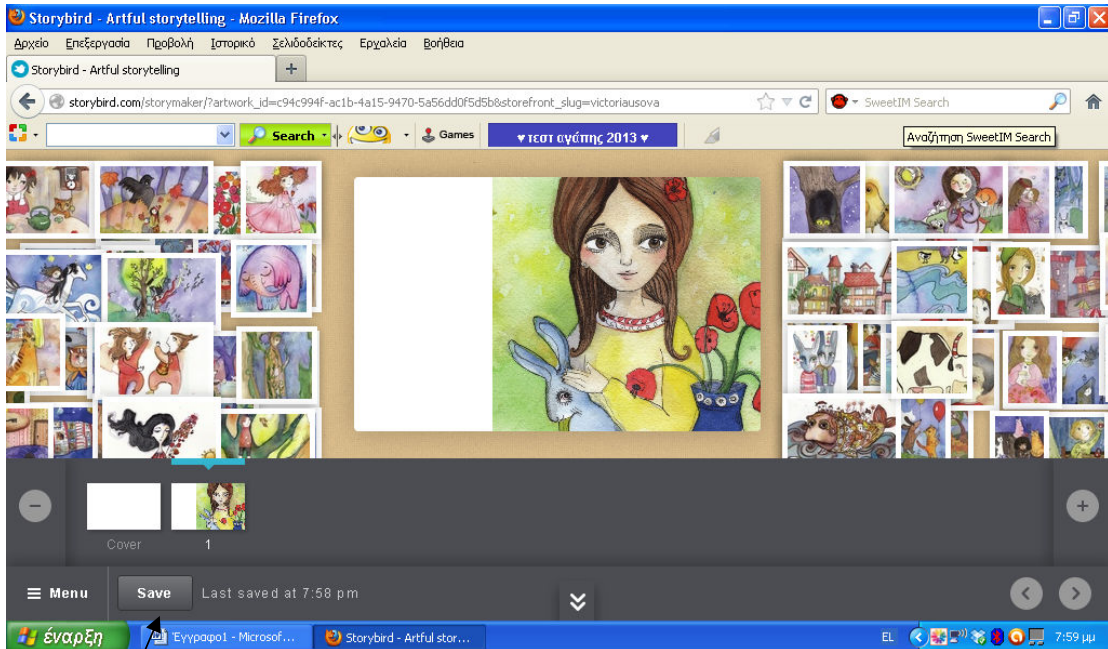 Storybird - Artful storytelling - Mozilla Firefox
Αρχείο Επεξεργασία Προβολή Ιστορικό Σελιδοδείκτες Εργαλεία Βοήθεια
Storybird - Artful storytelling +
storybird.com/storymaker/?artwork_id=c94c994f-ac1b-4a15-9470-5a56dd0f5d5b&storefront_slug=victoriausova
SweetIM Search
Search Games ♥ τεστ αγάπης 2013 ♥
Αναζήτηση SweetIM Search
Cover 1
Menu Save Last saved at 7:58 pm
έναρξη Έγγραφο1 - Microsof... Storybird - Artful stor... EL 7:59 μμ